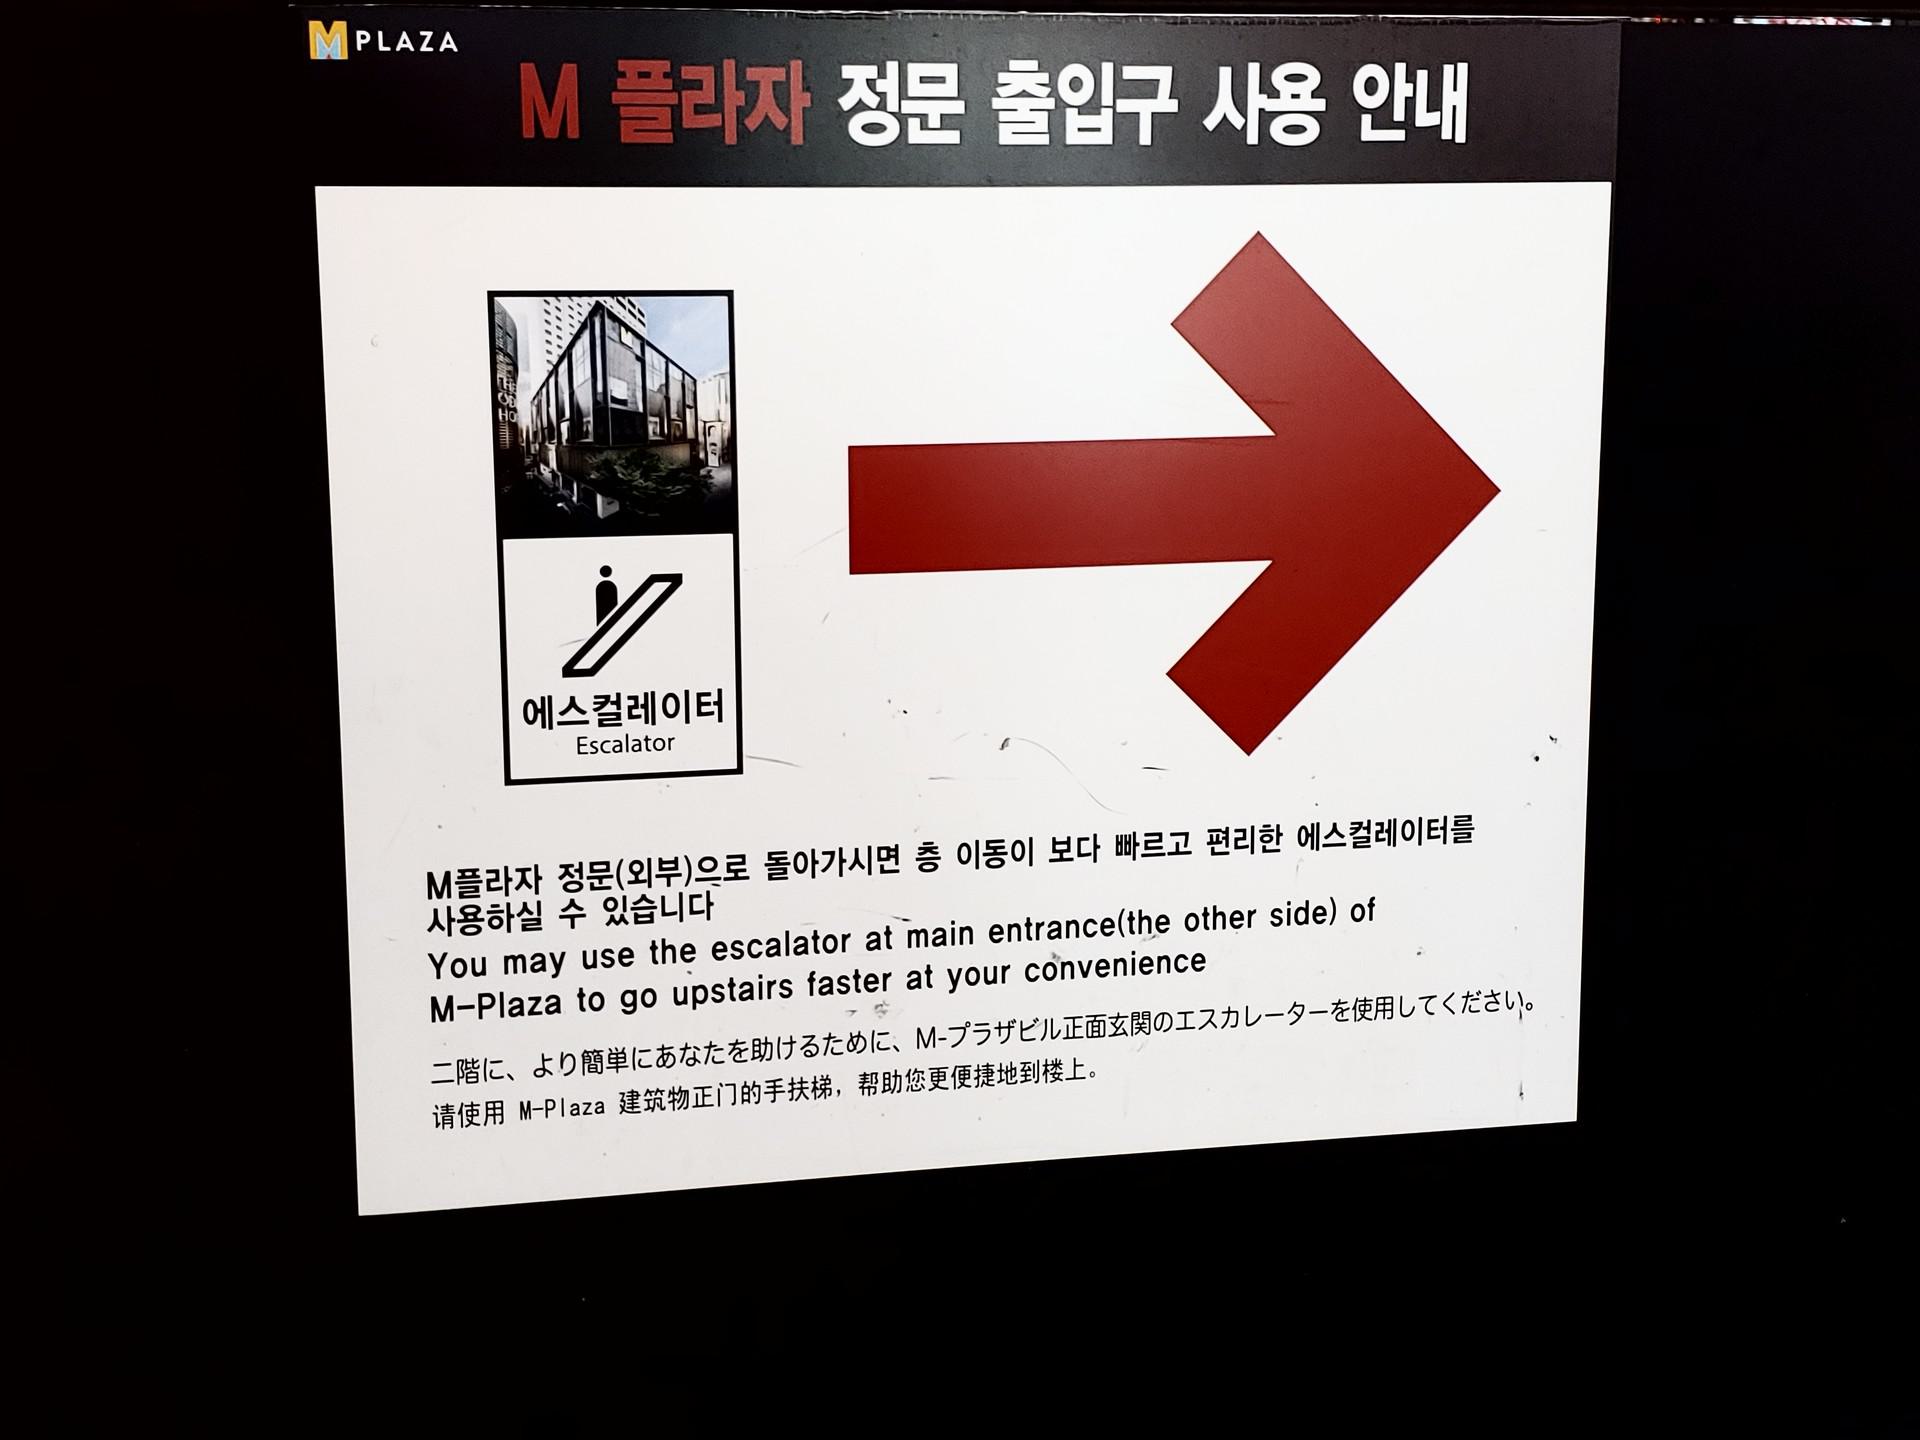 M PLAZA
M 플라자 정문 출입구 사용 안내
에스컬레이터
Escalator
M플라자 정문(외부)으로 돌아가시면 층 이동이 보다 빠르고 편리한 에스컬레이터를
사용하실 수 있습니다
You may use the escalator at main entrance(the other side) of
M-Plaza to go upstairs faster at your convenience
二階に、より簡単にあなたを助けるために、M-プラザビル正面玄関のエスカレーターを使用してください。
请使用 M-Plaza 建筑物正门的手扶梯，帮助您更便捷地到楼上。